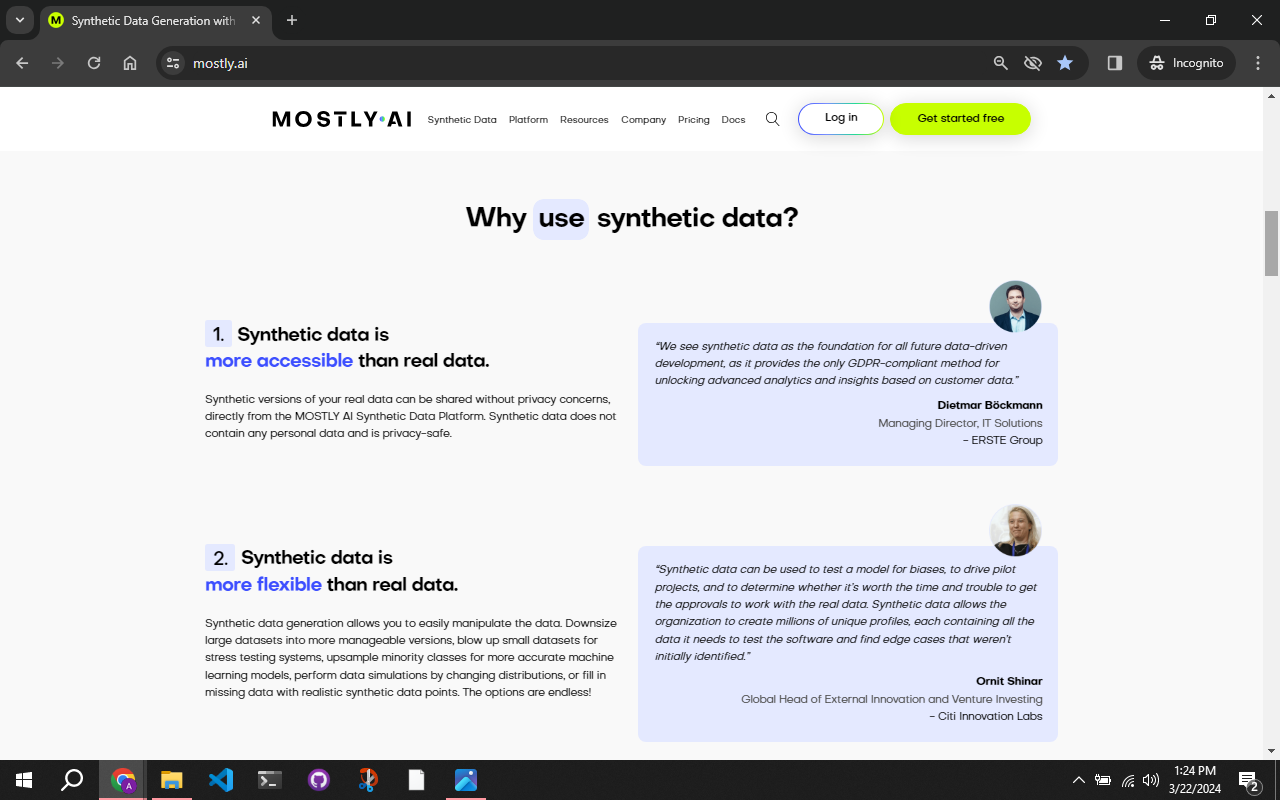 Synthetic Data Generation with
mostly.ai
Incognito
MOSTLY·AI
Synthetic Data
Platform
Resources
Company
Pricing
Docs
Log in
Get started free
Why use synthetic data?
1. Synthetic data is
more accessible than real data.
Synthetic versions of your real data can be shared without privacy concerns,
directly from the MOSTLY AI Synthetic Data Platform. Synthetic data does not
contain any personal data and is privacy-safe.
“We see synthetic data as the foundation for all future data-driven
development, as it provides the only GDPR-compliant method for
unlocking advanced analytics and insights based on customer data.”
Dietmar Böckmann
Managing Director, IT Solutions
- ERSTE Group
2. Synthetic data is
more flexible than real data.
Synthetic data generation allows you to easily manipulate the data. Downsize
large datasets into more manageable versions, blow up small datasets for
stress testing systems, upsample minority classes for more accurate machine
learning models, perform data simulations by changing distributions, or fill in
missing data with realistic synthetic data points. The options are endless!
“Synthetic data can be used to test a model for biases, to drive pilot
projects, and to determine whether it’s worth the time and trouble to get
the approvals to work with the real data. Synthetic data allows the
organization to create millions of unique profiles, each containing all the
data it needs to test the software and find edge cases that weren’t
initially identified.”
Ornit Shinar
Global Head of External Innovation and Venture Investing
- Citi Innovation Labs
1:24 PM
3/22/2024
2